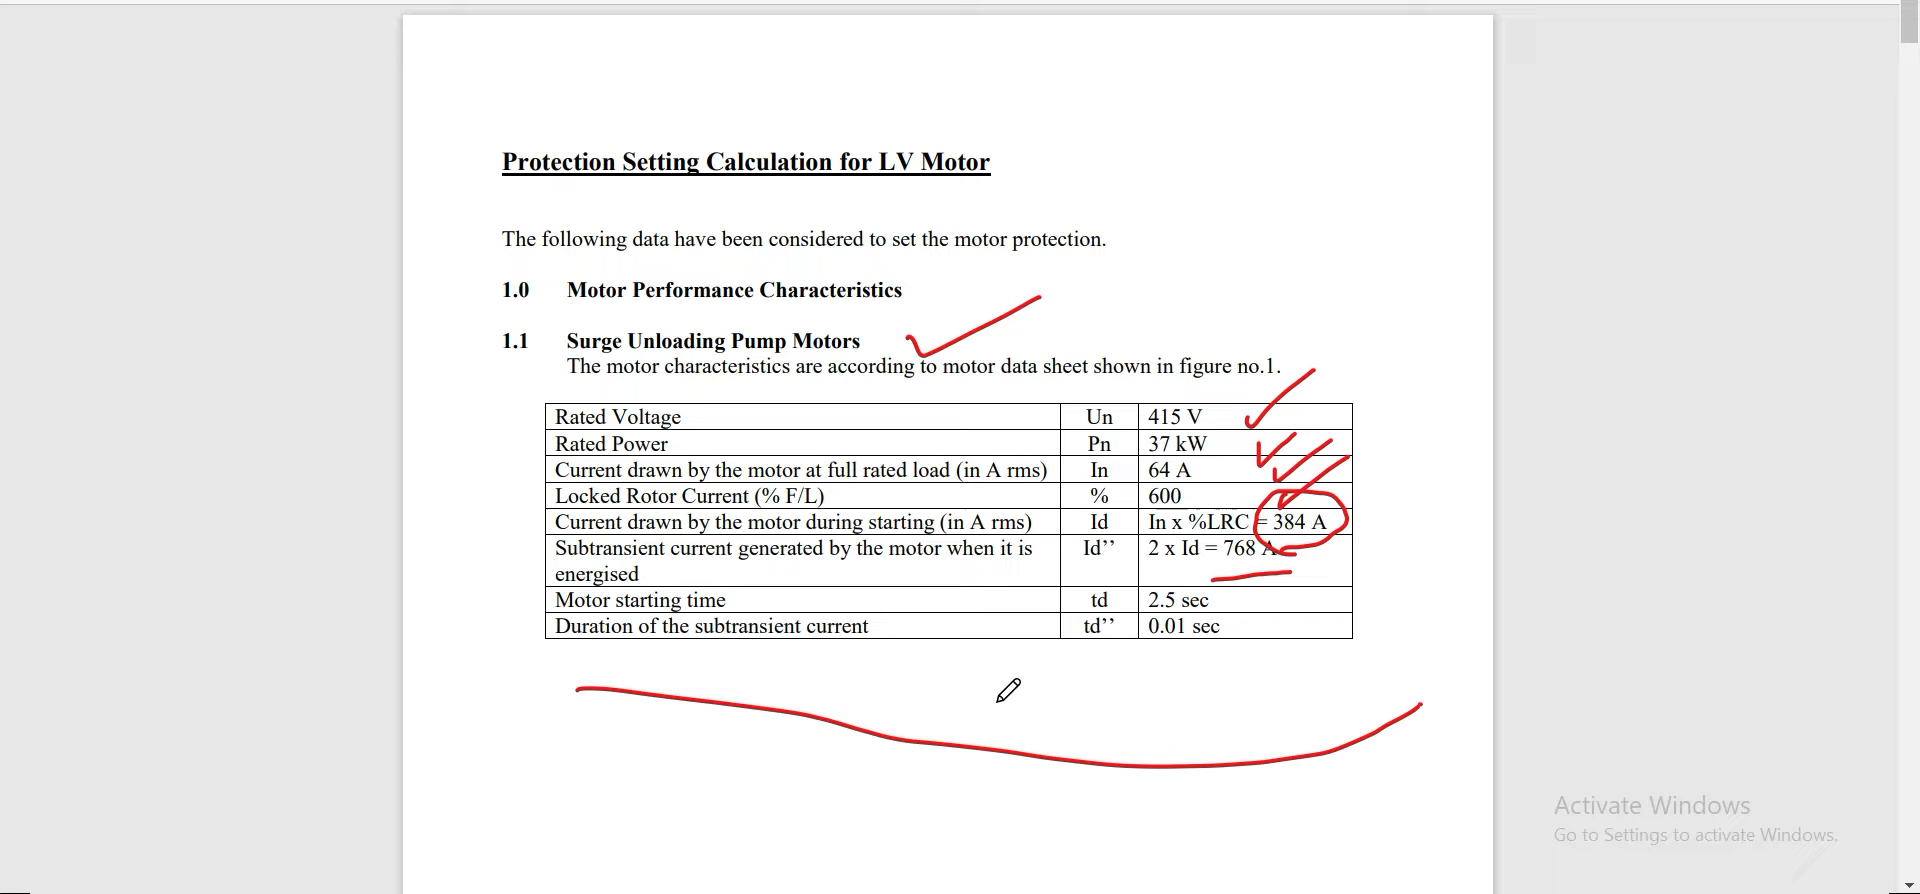 Protection Setting Calculation for LV Motor
The following data have been considered to set the motor protection.
1.0 Motor Performance Characteristics
1.1 Surge Unloading Pump Motors
The motor characteristics are according to motor data sheet shown in figure no.1.
Rated Voltage Un 415 V
Rated Power Pn 37 kW
Current drawn by the motor at full rated load (in A rms) In 64 A
Locked Rotor Current (% F/L) % 600
Current drawn by the motor during starting (in A rms) Id In x %LRC = 384 A
Subtransient current generated by the motor when it is Id’’ 2 x Id = 768 A
energised
Motor starting time td 2.5 sec
Duration of the subtransient current td’’ 0.01 sec
Activate Windows
Go to Settings to activate Windows.